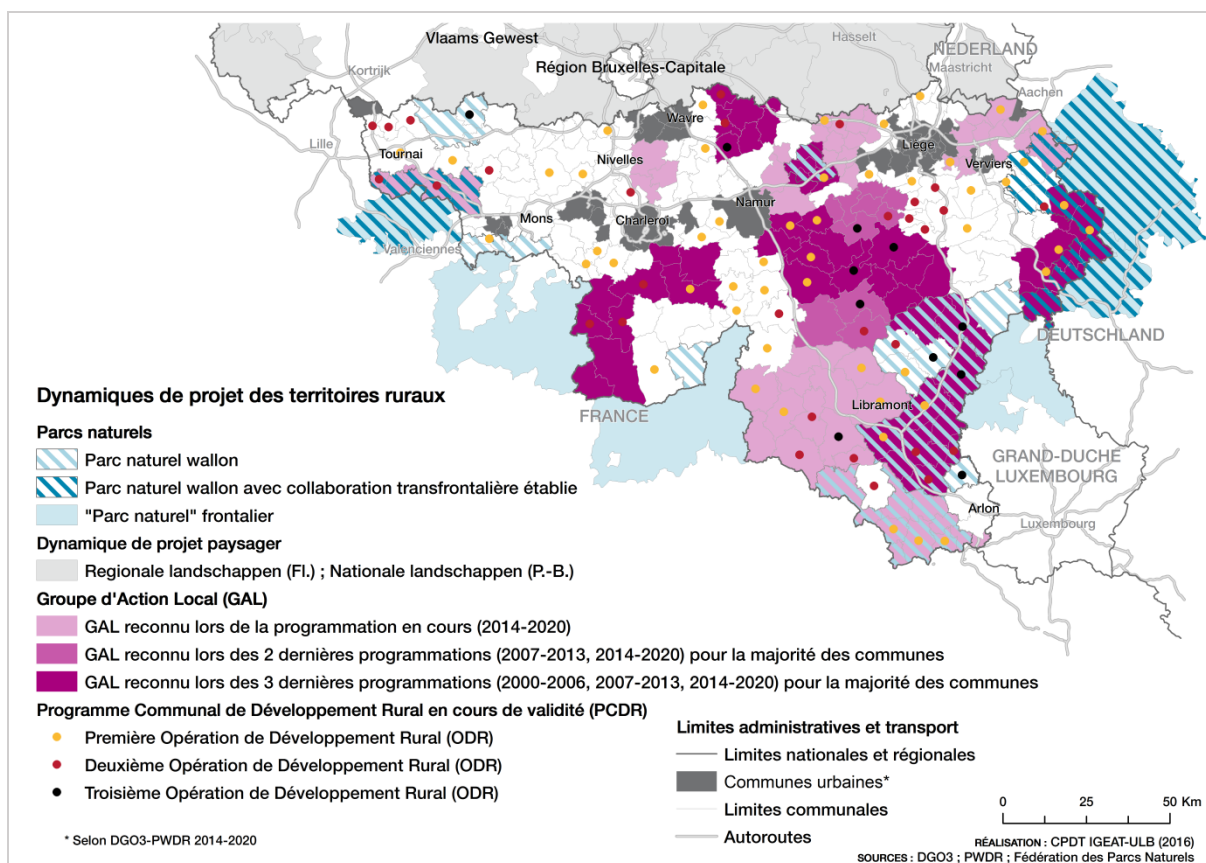 Vlaams Gewest
Hasselt
NEDERLAND
Kortrijk
Région Bruxelles-Capitale
Maastricht
Aachen
Wavre
Lille
Tournai
Nivelles
Liège
Verviers
Mons
Charleroi
Namur
Valenciennes
DEUTSCHLAND
Dynamiques de projet des territoires ruraux
FRANCE
Libramont
Parcs naturels
Parc naturel wallon
GRAND-DUCHE
LUXEMBOURG
Parc naturel wallon avec collaboration transfrontalière établie
Arlon
"Parc naturel" frontalier
Luxembourg
Dynamique de projet paysager
Regionale landschappen (Fl.) ; Nationale landschappen (P.-B.)
Groupe d'Action Local (GAL)
GAL reconnu lors de la programmation en cours (2014-2020)
GAL reconnu lors des 2 dernières programmations (2007-2013, 2014-2020) pour la majorité des communes
GAL reconnu lors des 3 dernières programmations (2000-2006, 2007-2013, 2014-2020) pour la majorité des communes
Programme Communal de Développement Rural en cours de validité (PCDR)
Première Opération de Développement Rural (ODR)
Deuxième Opération de Développement Rural (ODR)
Troisième Opération de Développement Rural (ODR)
* Selon DGO3-PWDR 2014-2020
Limites administratives et transport
Limites nationales et régionales
Communes urbaines*
Limites communales
Autoroutes
0 25 50 Km
RÉALISATION : CPDT IGEAT-ULB (2016)
SOURCES : DGO3 ; PWDR ; Fédération des Parcs Naturels